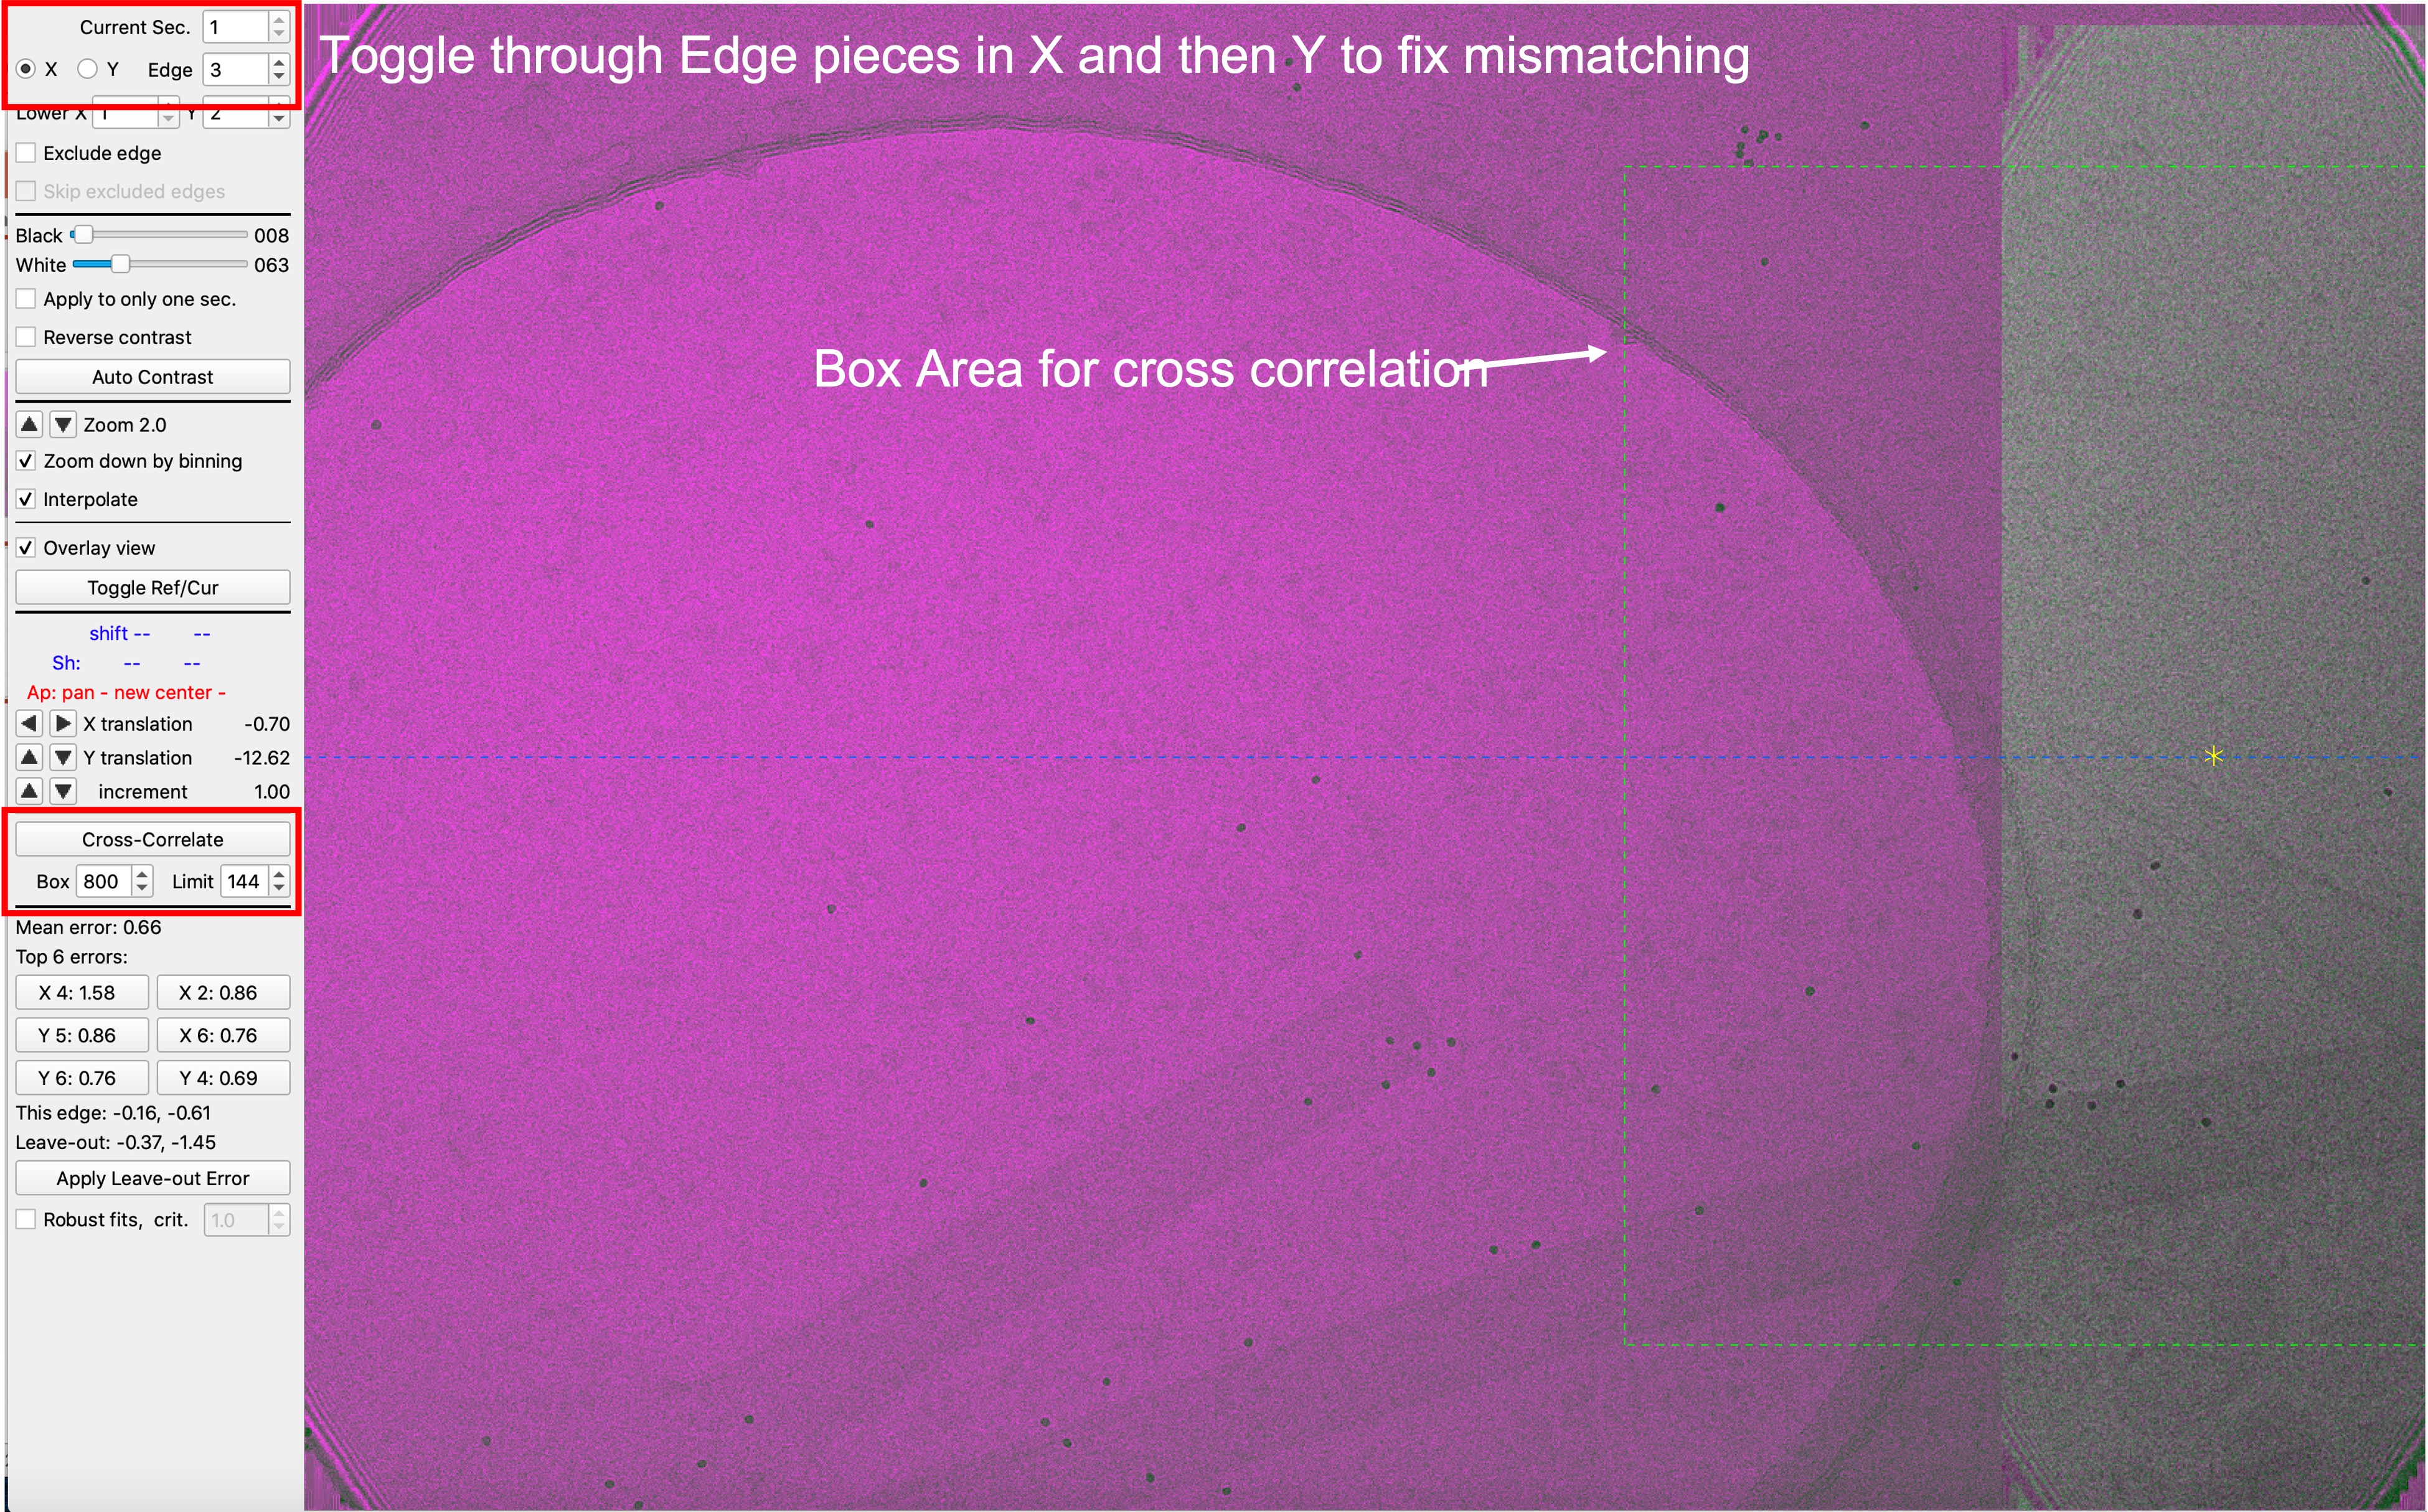 Current Sec. 1
X Y Edge 3
Lower X 1 Y 2
Exclude edge
Skip excluded edges
Black 008
White 063
Apply to only one sec.
Reverse contrast
Auto Contrast
Zoom 2.0
Zoom down by binning
Interpolate
Overlay view
Toggle Ref/Cur
shift -- --
Sh: -- --
Ap: pan - new center -
X translation -0.70
Y translation -12.62
increment 1.00
Cross-Correlate
Box 800 Limit 144
Mean error: 0.66
Top 6 errors:
X 4: 1.58 X 2: 0.86
Y 5: 0.86 X 6: 0.76
Y 6: 0.76 Y 4: 0.69
This edge: -0.16, -0.61
Leave-out: -0.37, -1.45
Apply Leave-out Error
Robust fits, crit. 1.0
Toggle through Edge pieces in X and then Y to fix mismatching
Box Area for cross correlation